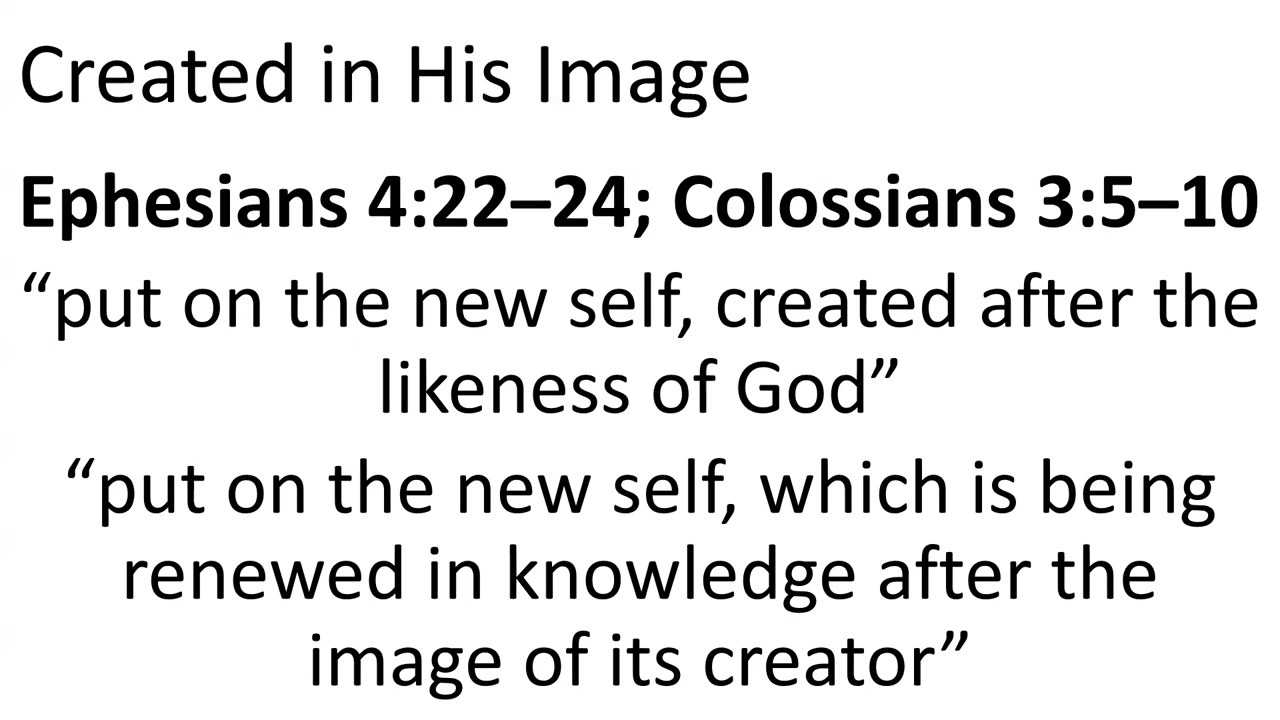 Created in His Image
Ephesians 4:22–24; Colossians 3:5–10
“put on the new self, created after the
likeness of God”
“put on the new self, which is being
renewed in knowledge after the
image of its creator”